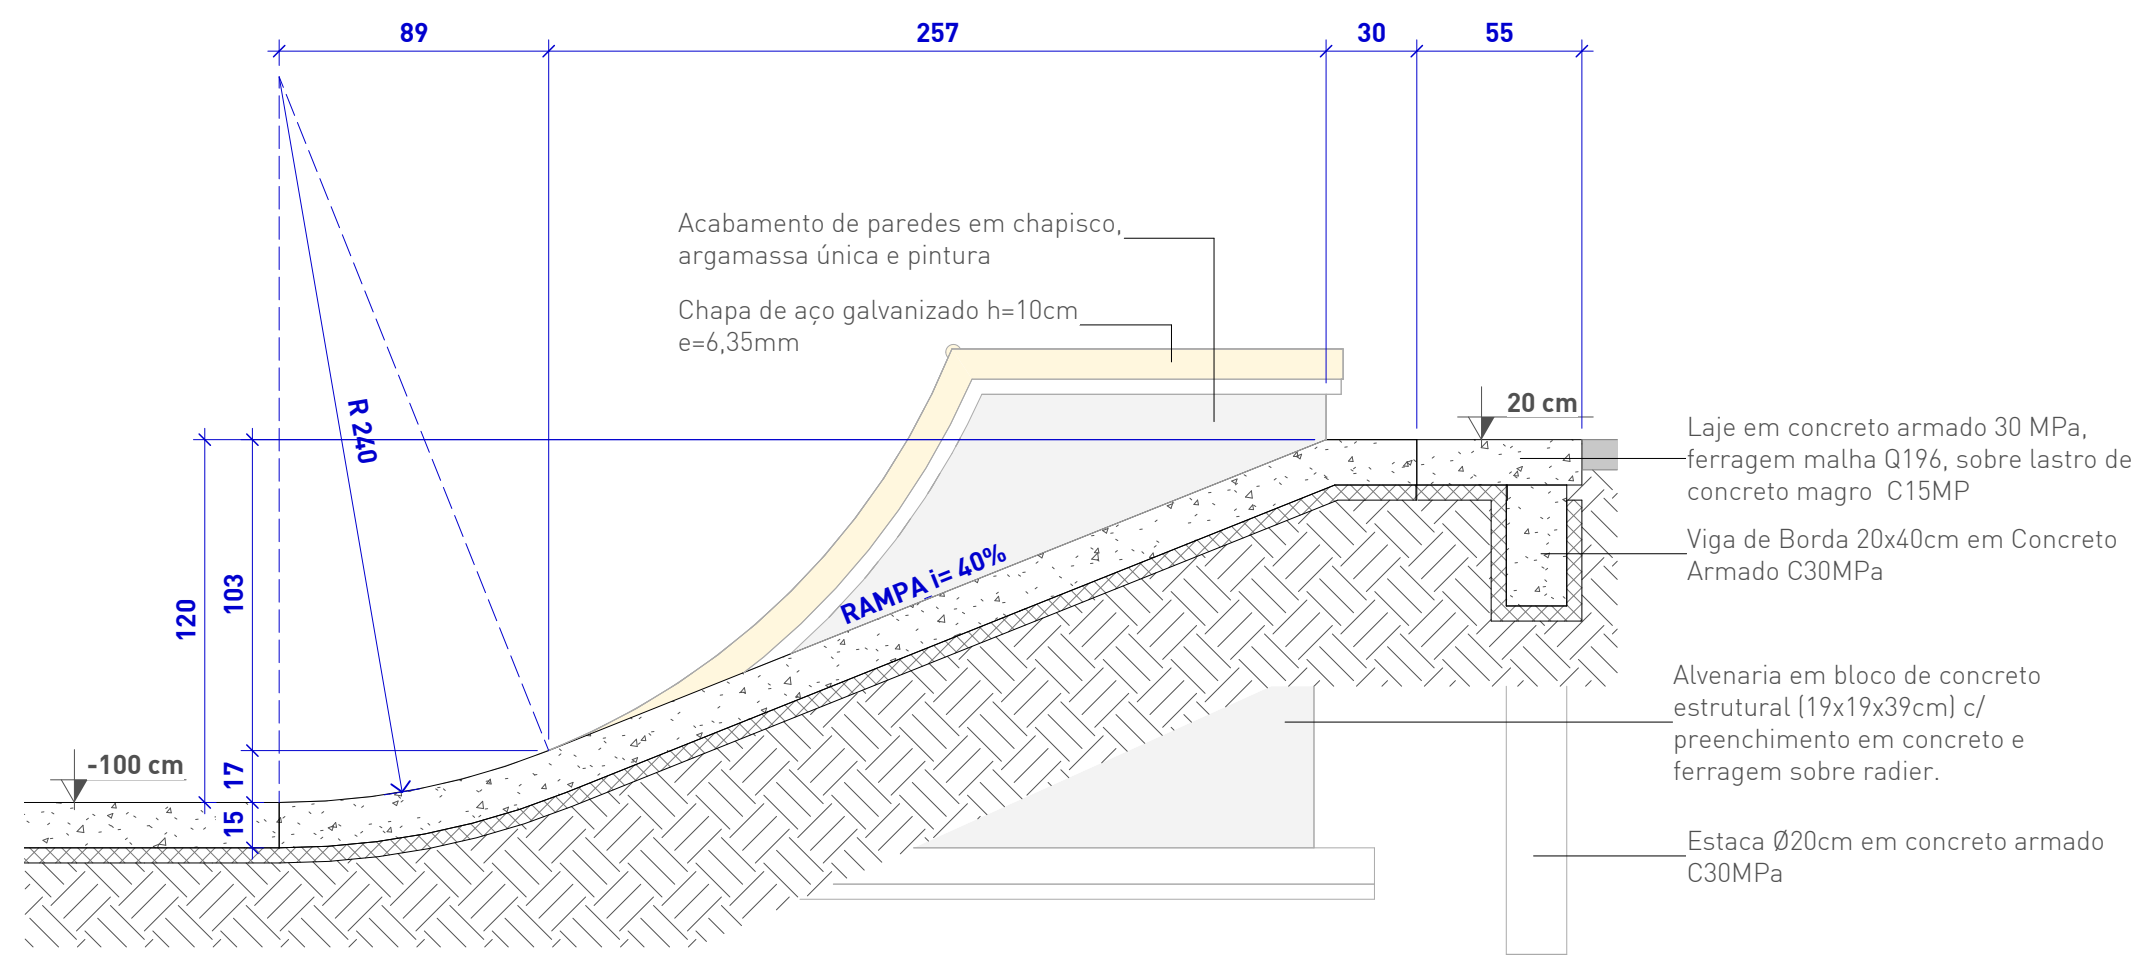 89
257
30
55
Acabamento de paredes em chapisco,
argamassa única e pintura
Chapa de aço galvanizado h=10cm
e=6,35mm
R 240
20 cm
Laje em concreto armado 30 MPa,
ferragem malha Q196, sobre lastro de
concreto magro  C15MP
Viga de Borda 20x40cm em Concreto
Armado C30MPa
RAMPA i= 40%
120
103
17
15
-100 cm
Alvenaria em bloco de concreto
estrutural (19x19x39cm) c/
preenchimento em concreto e
ferragem sobre radier.
Estaca Ø20cm em concreto armado
C30MPa